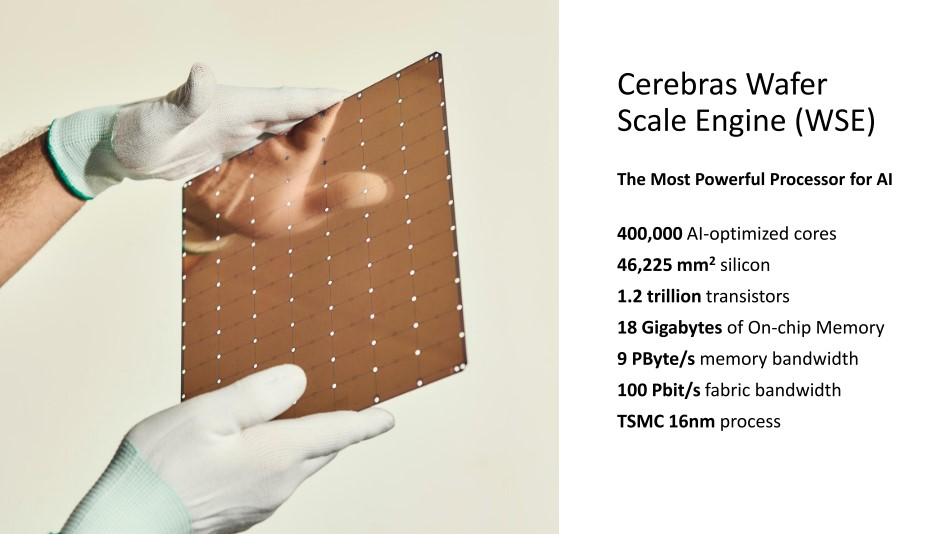 Cerebras Wafer
Scale Engine (WSE)
The Most Powerful Processor for AI
400,000 AI-optimized cores
46,225 mm² silicon
1.2 trillion transistors
18 Gigabytes of On-chip Memory
9 PByte/s memory bandwidth
100 Pbit/s fabric bandwidth
TSMC 16nm process